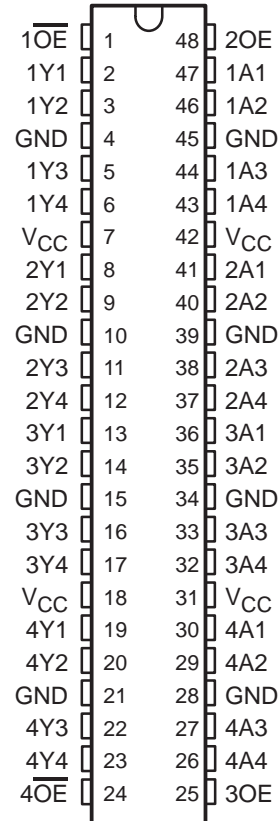 1O̅E̅ 1 48 2OE
1Y1 2 47 1A1
1Y2 3 46 1A2
GND 4 45 GND
1Y3 5 44 1A3
1Y4 6 43 1A4
VCC 7 42 VCC
2Y1 8 41 2A1
2Y2 9 40 2A2
GND 10 39 GND
2Y3 11 38 2A3
2Y4 12 37 2A4
3Y1 13 36 3A1
3Y2 14 35 3A2
GND 15 34 GND
3Y3 16 33 3A3
3Y4 17 32 3A4
VCC 18 31 VCC
4Y1 19 30 4A1
4Y2 20 29 4A2
GND 21 28 GND
4Y3 22 27 4A3
4Y4 23 26 4A4
4O̅E̅ 24 25 3OE